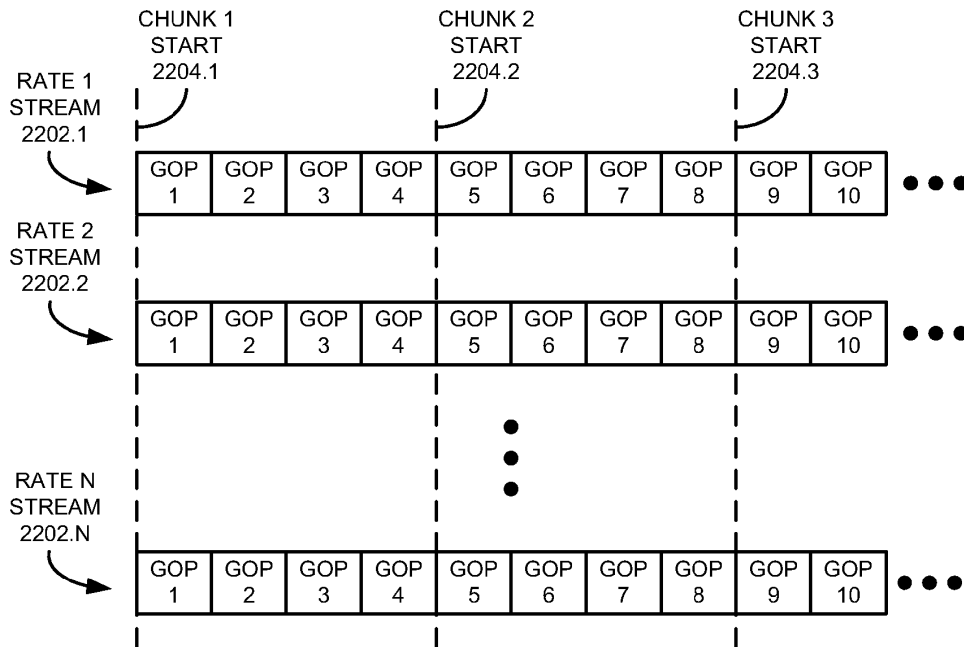 CHUNK 1
START
2204.1
CHUNK 2
START
2204.2
CHUNK 3
START
2204.3
RATE 1
STREAM
2202.1
GOP 1 GOP 2 GOP 3 GOP 4 GOP 5 GOP 6 GOP 7 GOP 8 GOP 9 GOP 10
RATE 2
STREAM
2202.2
GOP 1 GOP 2 GOP 3 GOP 4 GOP 5 GOP 6 GOP 7 GOP 8 GOP 9 GOP 10
RATE N
STREAM
2202.N
GOP 1 GOP 2 GOP 3 GOP 4 GOP 5 GOP 6 GOP 7 GOP 8 GOP 9 GOP 10